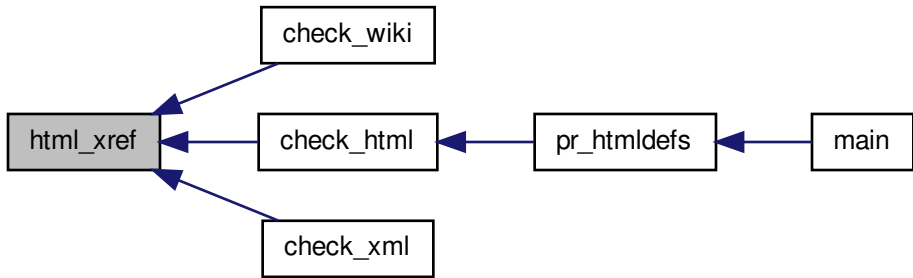 check_wiki
html_xref
check_html
pr_htmldefs
main
check_xml